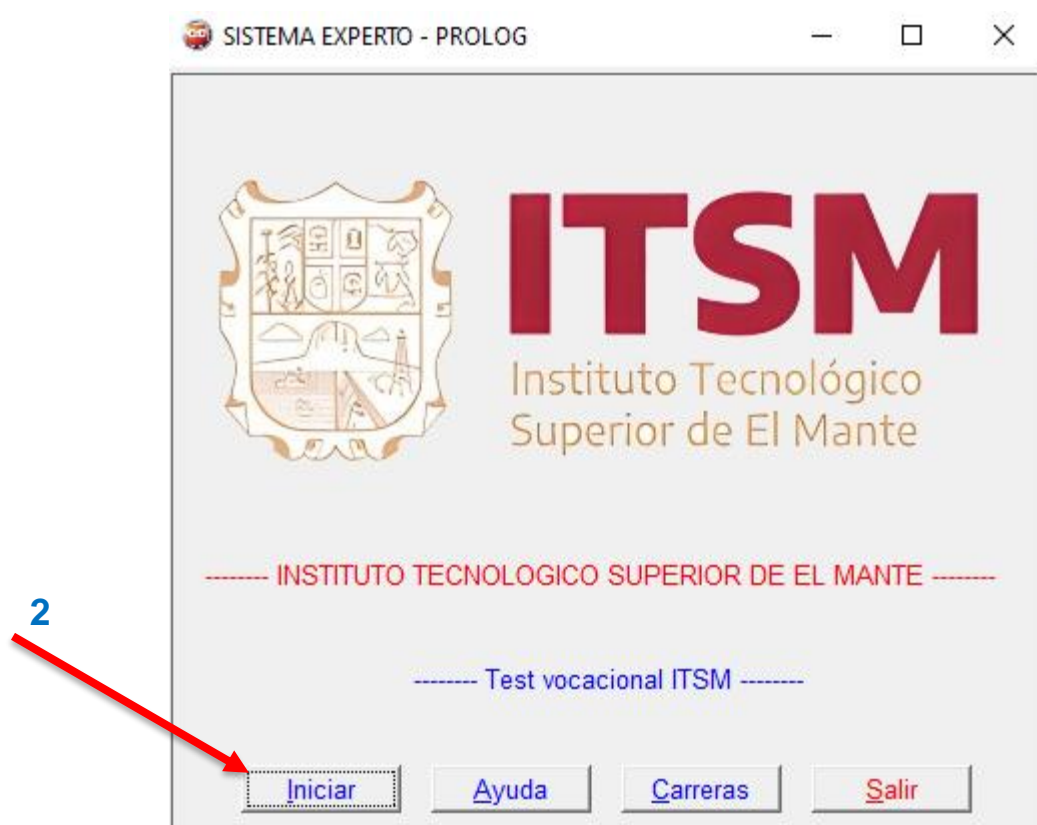 SISTEMA EXPERTO - PROLOG
ITSM
Instituto Tecnológico
Superior de El Mante
-------- INSTITUTO TECNOLOGICO SUPERIOR DE EL MANTE --------
2
-------- Test vocacional ITSM --------
Iniciar Ayuda Carreras Salir